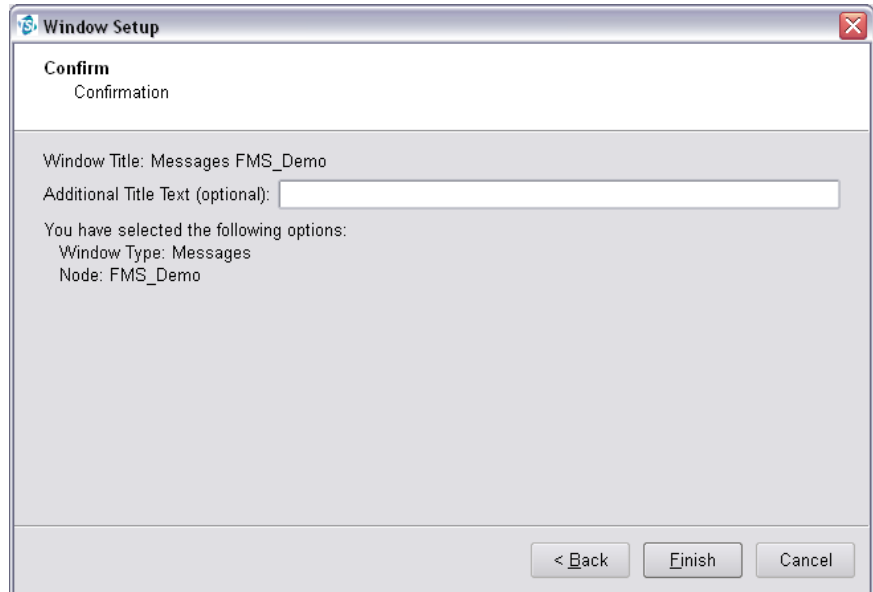 TSI Window Setup
Confirm
Confirmation
Window Title: Messages FMS_Demo
Additional Title Text (optional):
You have selected the following options:
Window Type: Messages
Node: FMS_Demo
< Back Finish Cancel